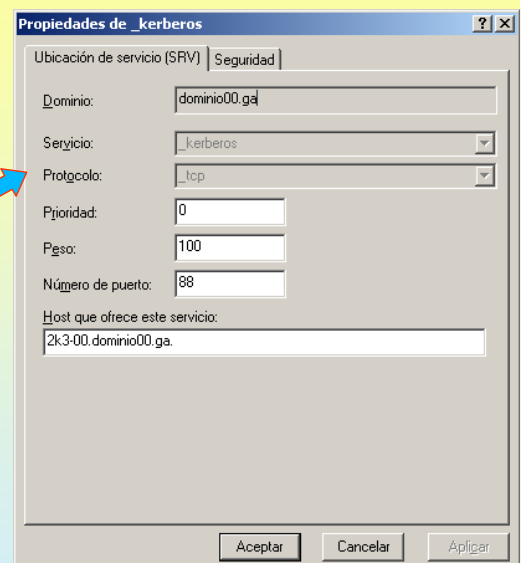 Propiedades de _kerberos
Ubicación de servicio (SRV) Seguridad
Dominio: dominio00.ga
Servicio: _kerberos
Protocolo: _tcp
Prioridad: 0
Peso: 100
Número de puerto: 88
Host que ofrece este servicio:
2k3-00.dominio00.ga.
Aceptar Cancelar Aplicar